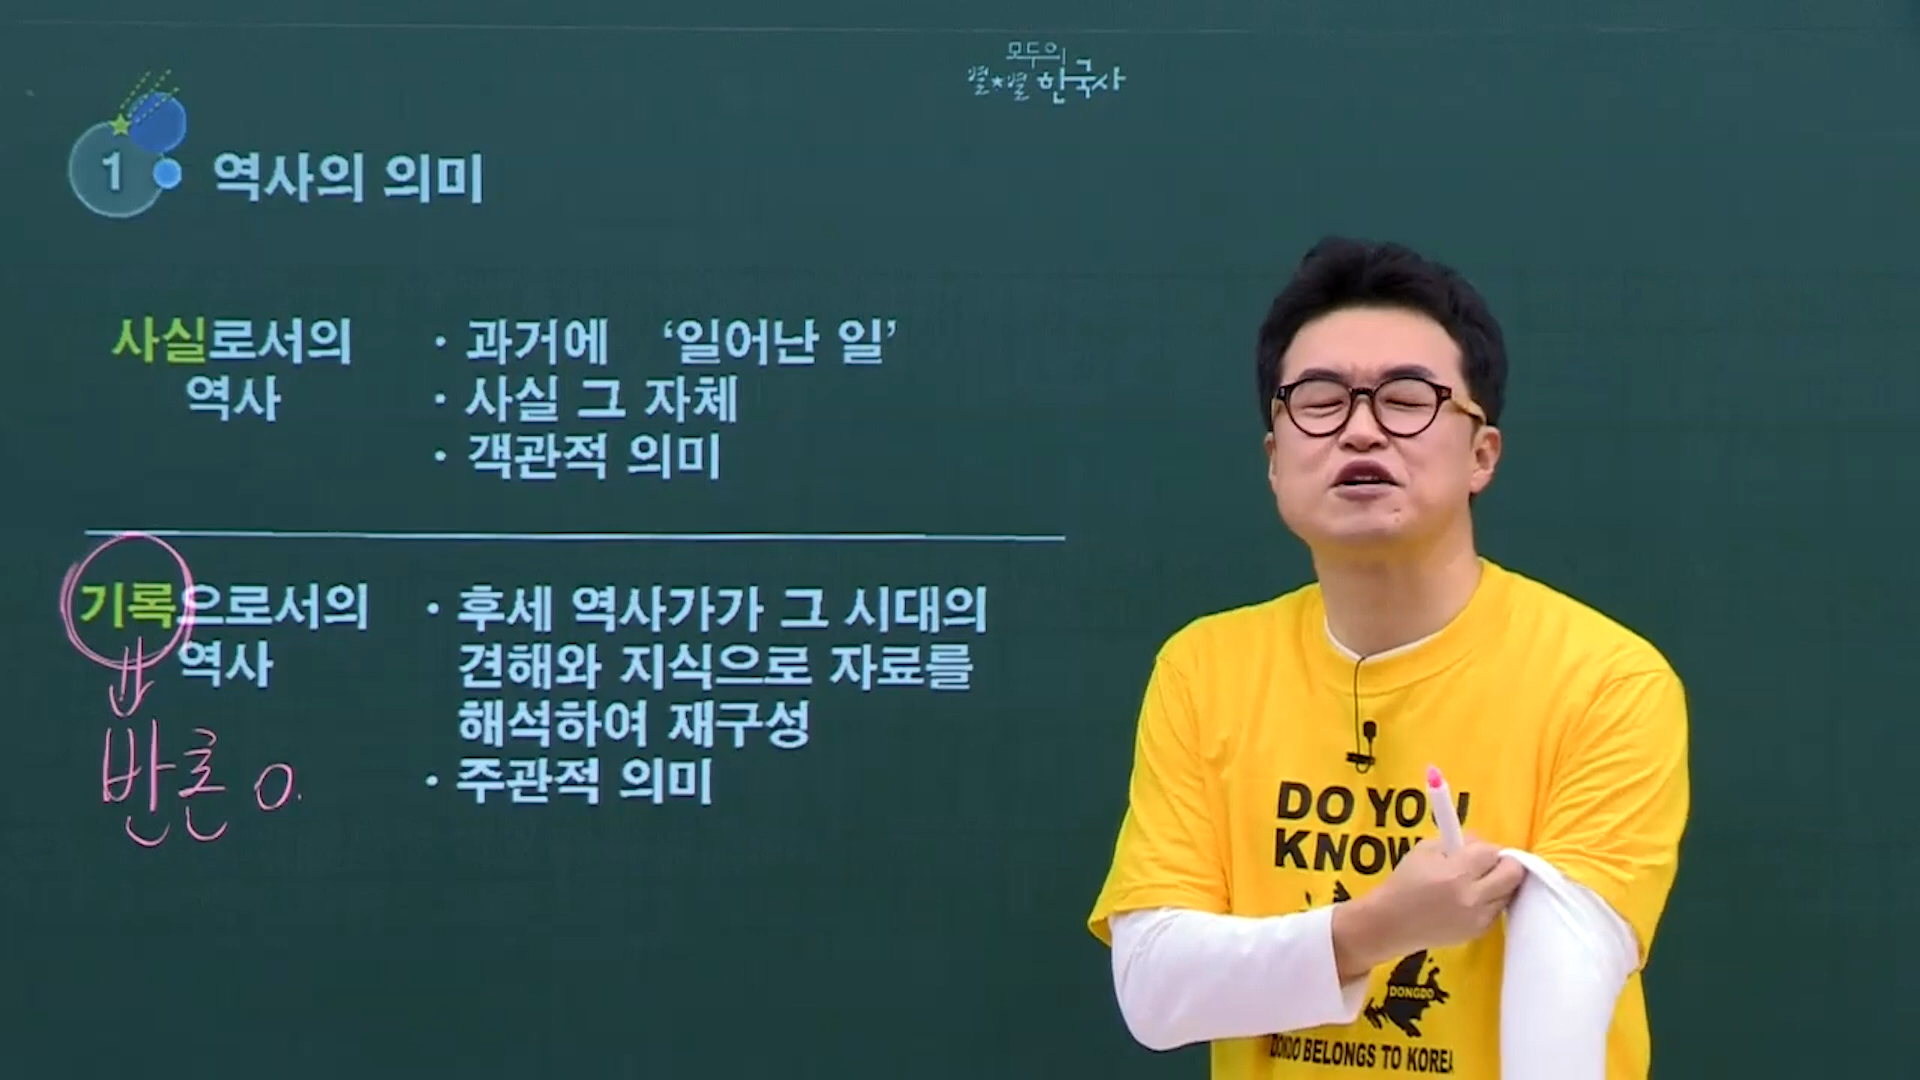 모두의
별★별 한국사
1 역사의 의미
사실로서의
역사
· 과거에 ‘일어난 일’
· 사실 그 자체
· 객관적 의미
기록으로서의
역사
반론 o.
· 후세 역사가가 그 시대의
견해와 지식으로 자료를
해석하여 재구성
· 주관적 의미
DO YOU
KNOW
DONGDO
DOKDO BELONGS TO KOREA